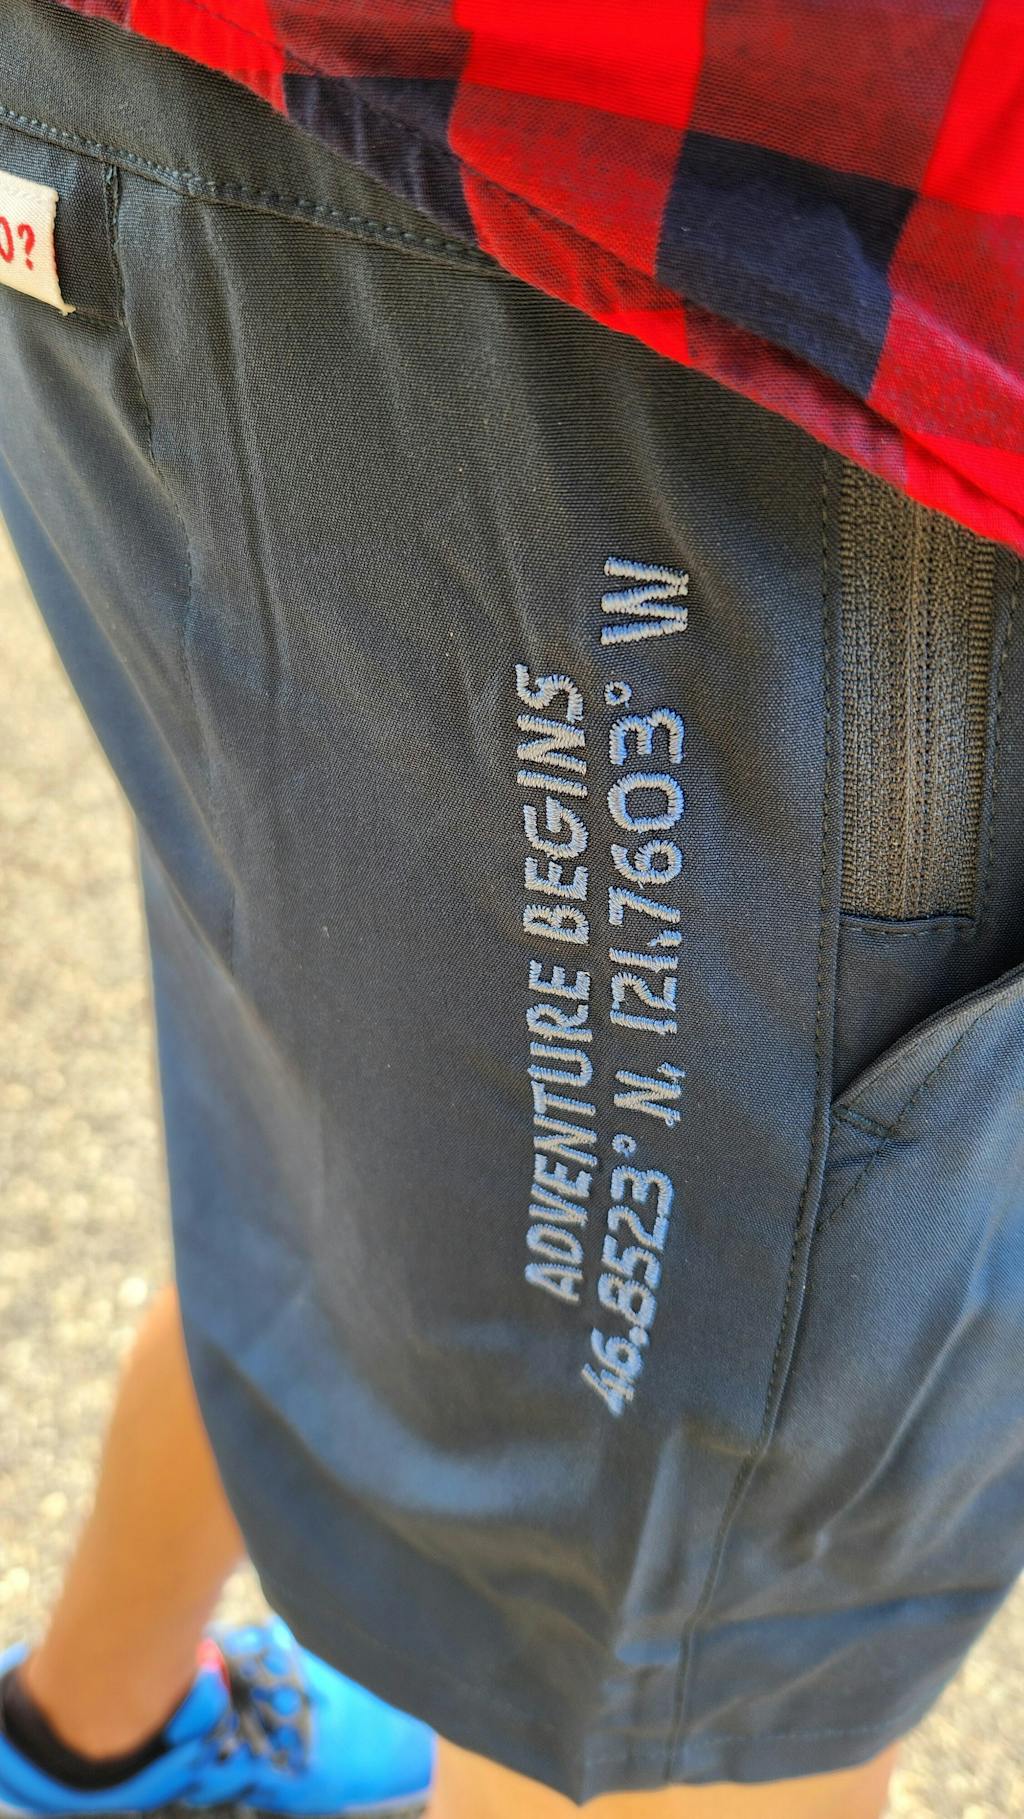 O?
ADVENTURE BEGINS
46.8523° N, 121.7603° W